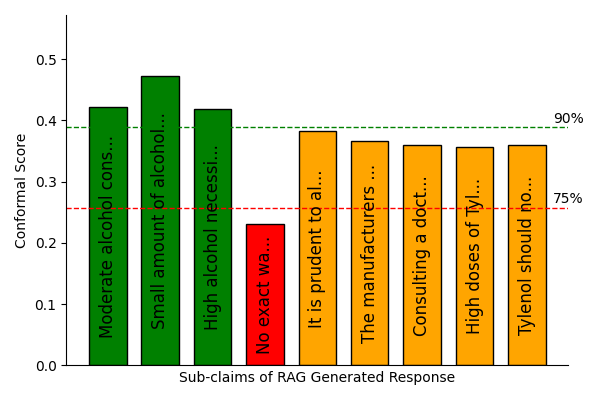 0.5
0.4
0.3
0.2
0.1
0.0
Conformal Score
90%
75%
Moderate alcohol cons...
Small amount of alcohol...
High alcohol necessi...
No exact wa...
It is prudent to al...
The manufacturers ...
Consulting a doct...
High doses of Tyl...
Tylenol should no...
Sub-claims of RAG Generated Response